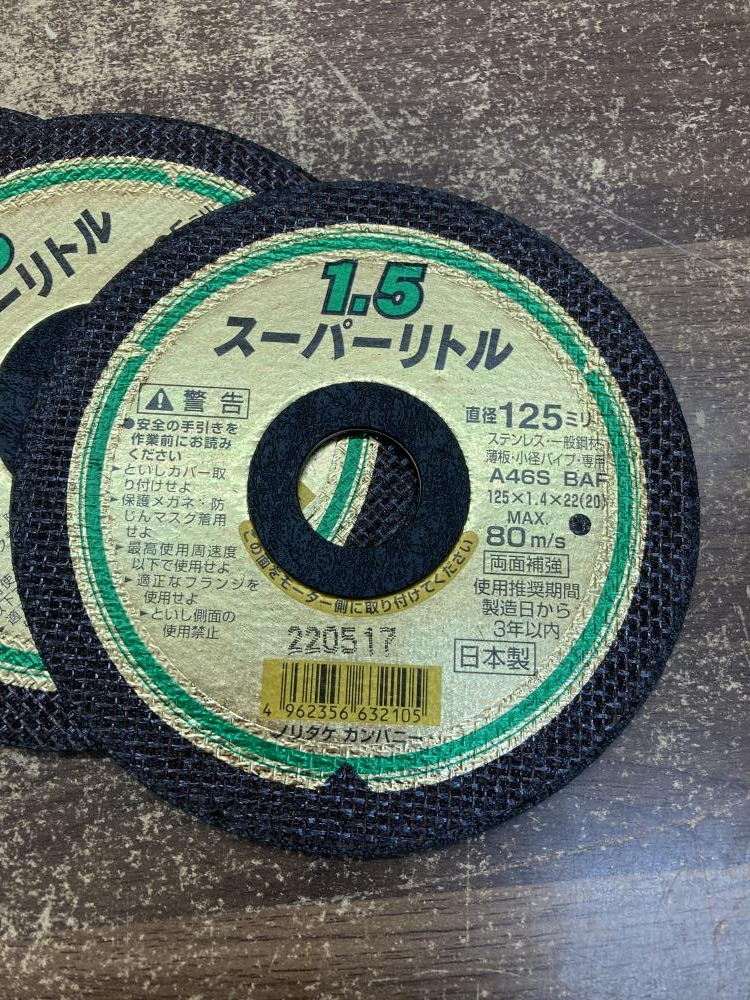 ーリトル
1.5
スーパーリトル
警告
●安全の手引きを
作業前にお読み
ください
▶といしカバー取
り付けせよ
▶保護メガネ・防
じんマスク着用
せよ
▶最高使用周速度
以下で使用せよ
▶適正なフランジを
使用せよ
▶といし側面の
使用禁止
直径125ミリ
ステンレス・一般鋼材
薄板・小径パイプ・専用
A46S BAF
125×1.4×22(20)
MAX.
80m/s
両面補強
使用推奨期間
製造日から
3年以内
日本製
この面をモーター側に取り付けてください
220517
4 962356 632105
ノリタケ カンパニー